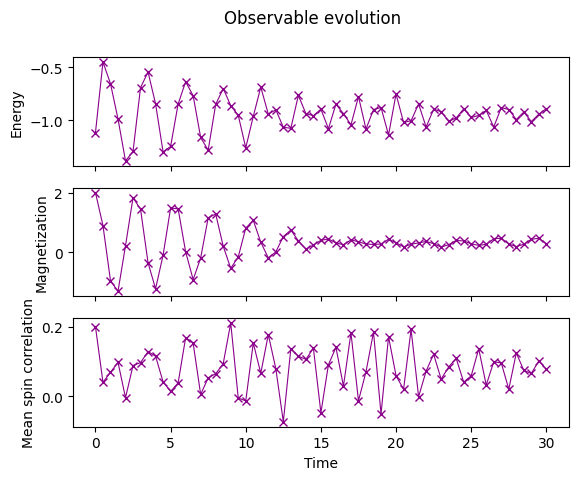 Observable evolution
Energy
−0.5
−1.0
Magnetization
2
0
Mean spin correlation
0.2
0.0
0 5 10 15 20 25 30
Time